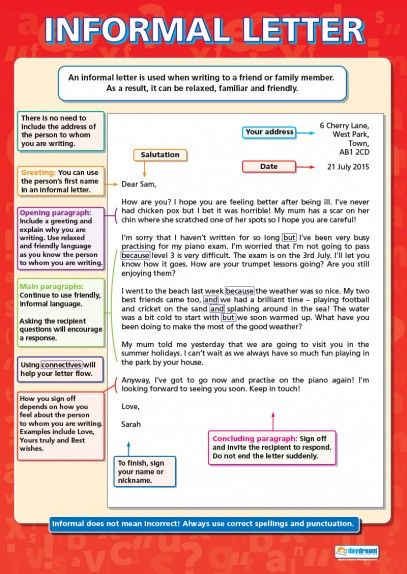 INFORMAL LETTER
An informal letter is used when writing to a friend or family member.
As a result, it can be relaxed, familiar and friendly.
There is no need to
include the address of
the person to whom
you are writing.
Greeting: You can use
the person's first name
in an informal letter.
Opening paragraph:
Include a greeting and
explain why you are
writing. Use relaxed
and friendly language
as you know the person
to whom you are writing.
Main paragraphs:
Continue to use friendly,
informal language.
Asking the recipient
questions will encourage
a response.
Using connectives will
help your letter flow.
How you sign off
depends on how you
feel about the person
to whom you are writing.
Examples include Love,
Yours truly and Best
wishes.
Your address
6 Cherry Lane,
West Park,
Town,
AB1 2CD
Date
21 July 2015
Salutation
Dear Sam,
How are you? I hope you are feeling better after being ill. I've never
had chicken pox but I bet it was horrible! My mum has a scar on her
thin where she scratched one of her spots so I hope you are careful!
I'm sorry that I haven't written for so long but I've been very busy
practising for my piano exam. I'm worried that I'm not going to pass
because level 3 is very difficult. The exam is on the 3rd July. I'll let you
know how it goes. How are your trumpet lessons going? Are you still
enjoying them?
I went to the beach last week because the weather was so nice. My two
best friends came too, and we had a brilliant time – playing football
and cricket on the sand and splashing around in the sea! The water
was a bit cold to start with but we soon warmed up. What have you
been doing to make the most of the good weather?
My mum told me yesterday that we are going to visit you in the
summer holidays. I can't wait as we always have so much fun playing in
the park by your house.
Anyway, I've got to go now and practise on the piano again! I'm
looking forward to seeing you soon. Keep in touch!
Love,
Sarah
To finish, sign
your name or
nickname.
Concluding paragraph: Sign off
and invite the recipient to respond.
Do not end the letter suddenly.
Informal does not mean incorrect! Always use correct spellings and punctuation.
daydream